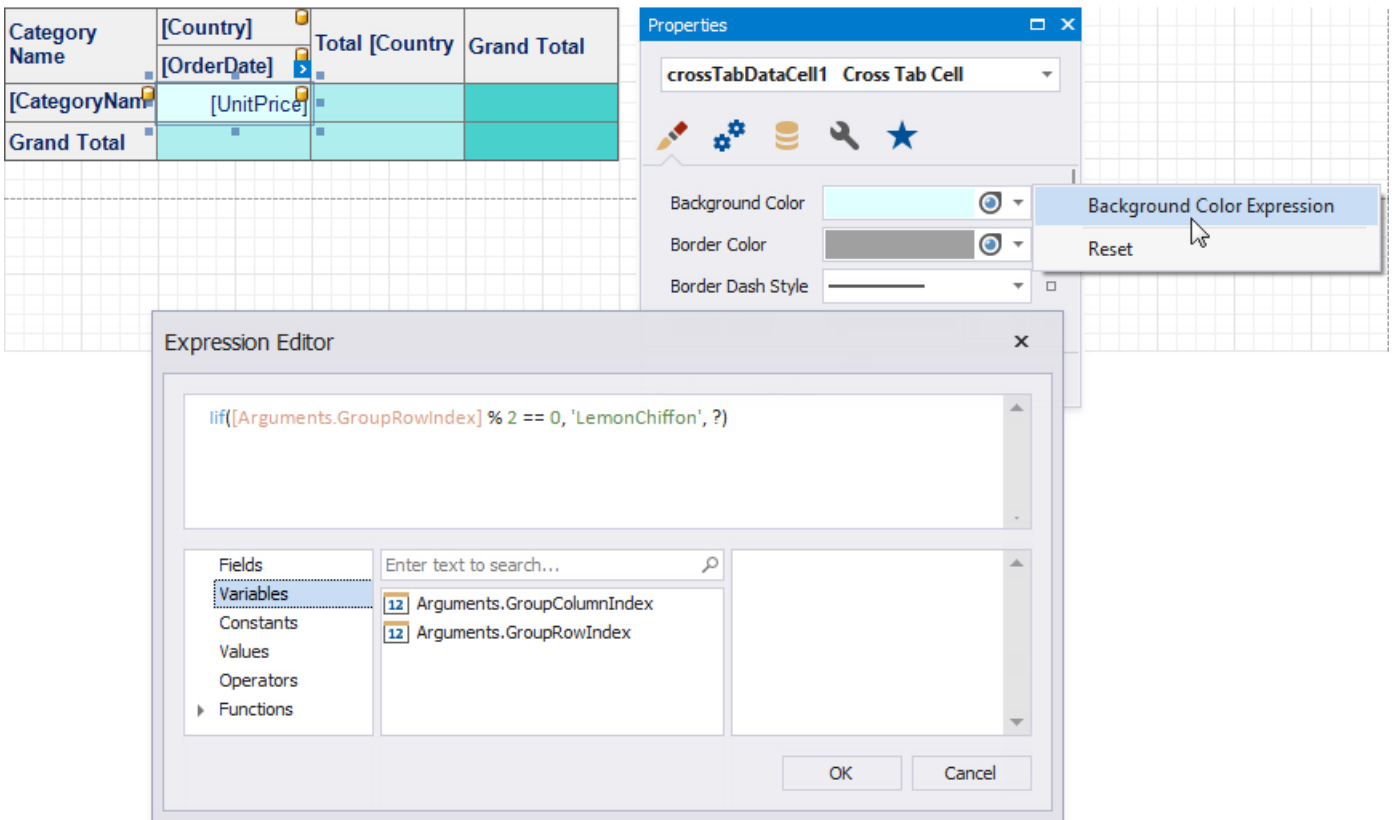 Category
Name
[Country]
Total [Country
Grand Total
[OrderDate]
[CategoryNam
[UnitPrice]
Grand Total
Properties
crossTabDataCell1 Cross Tab Cell
Background Color
Border Color
Border Dash Style
Background Color Expression
Reset
Expression Editor
Iif([Arguments.GroupRowIndex] % 2 == 0, 'LemonChiffon', ?)
Fields
Variables
Constants
Values
Operators
Functions
Enter text to search...
12 Arguments.GroupColumnIndex
12 Arguments.GroupRowIndex
OK
Cancel